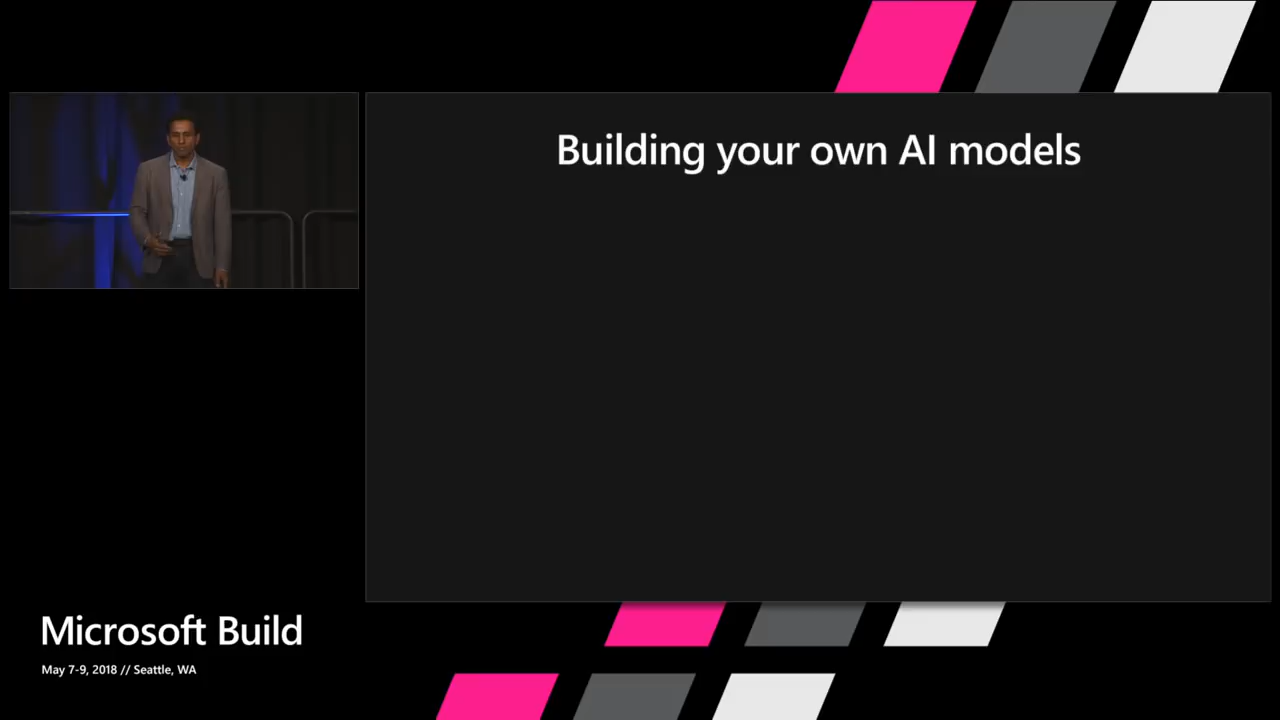 Building your own AI models
Microsoft Build
May 7-9, 2018 // Seattle, WA